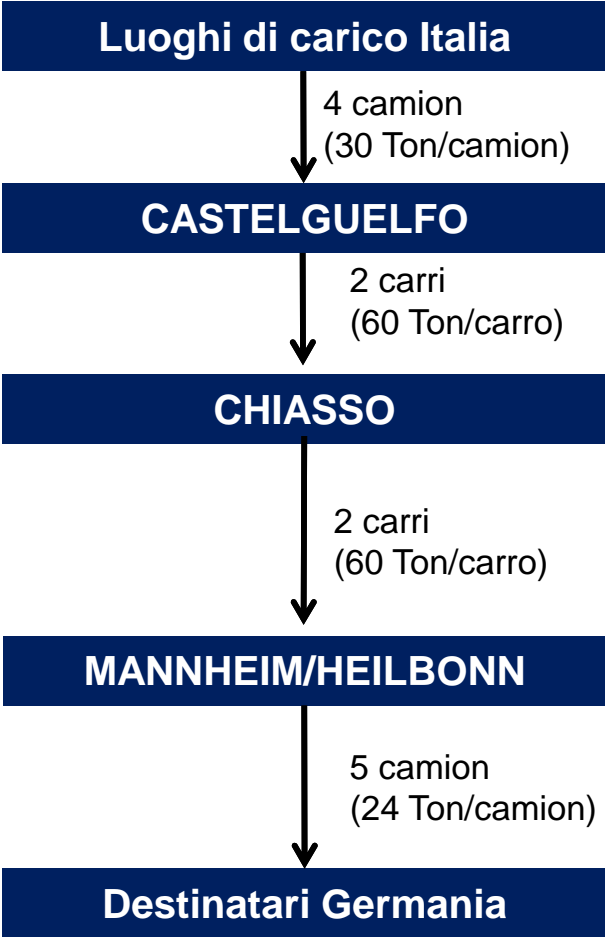 Luoghi di carico Italia
4 camion
(30 Ton/camion)
CASTELGUELFO
2 carri
(60 Ton/carro)
CHIASSO
2 carri
(60 Ton/carro)
MANNHEIM/HEILBONN
5 camion
(24 Ton/camion)
Destinatari Germania